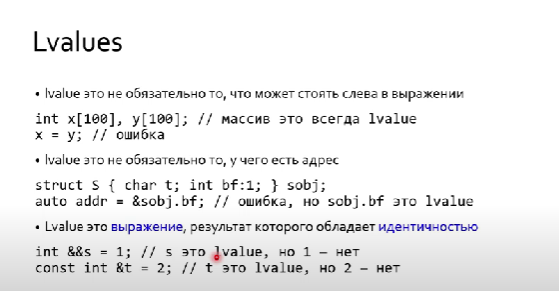 Lvalues
• lvalue это не обязательно то, что может стоять слева в выражении
int x[100], y[100]; // массив это всегда lvalue
x = y; // ошибка
• lvalue это не обязательно то, у чего есть адрес
struct S { char t; int bf:1; } sobj;
auto addr = &sobj.bf; // ошибка, но sobj.bf это lvalue
• Lvalue это выражение, результат которого обладает идентичностью
int &&s = 1; // s это lvalue, но 1 – нет
const int &t = 2; // t это lvalue, но 2 – нет